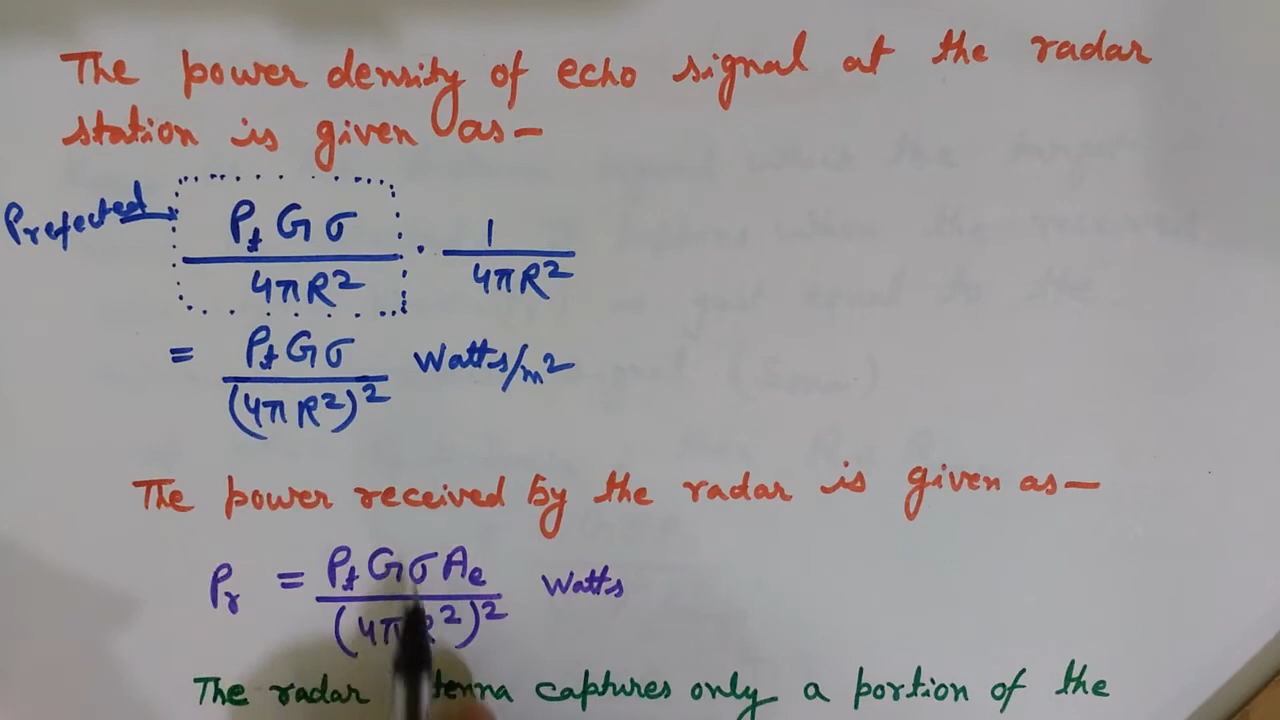 The power density of echo signal at the radar
station is given as-
Prefected
PtGσ / 4πR² · 1 / 4πR²
= PtGσ / (4πR²)² Watts/m²
The power received by the radar is given as-
Pr = PtGσAe / (4πR²)² Watts
The radar captures only a portion of the